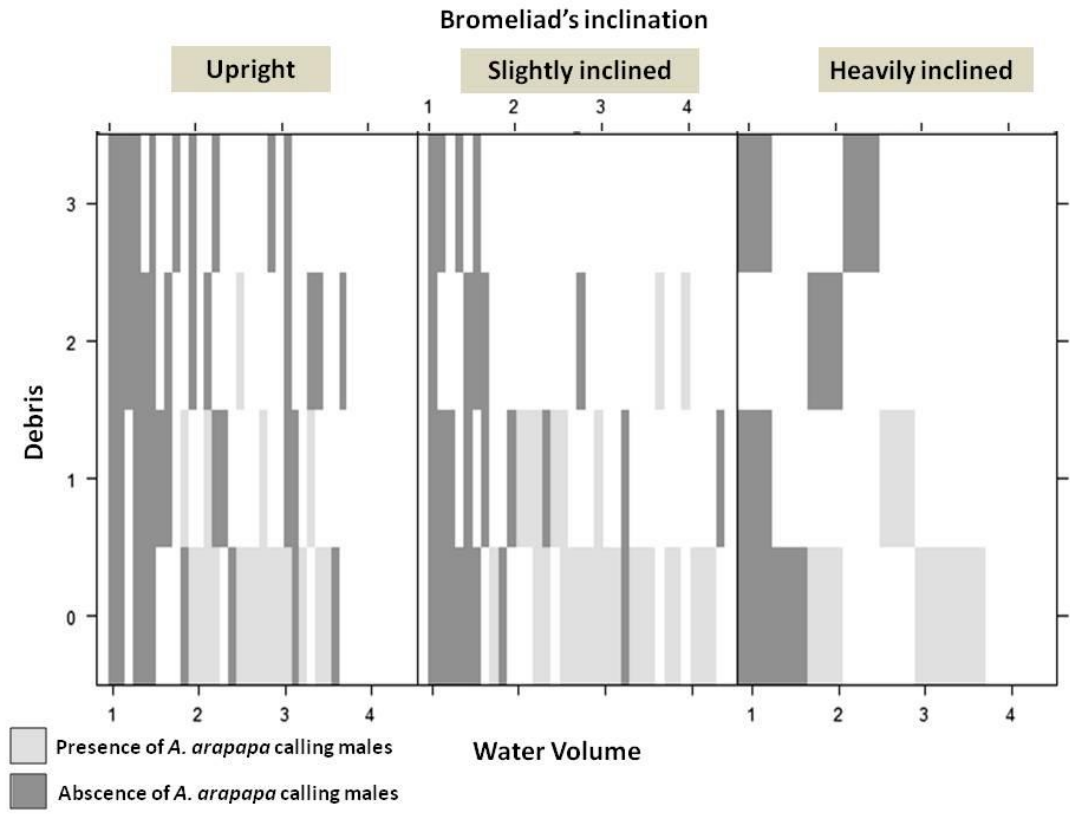 Bromeliad's inclination
Upright
Slightly inclined
Heavily inclined
1 2 3 4
3
2
1
0
Debris
1 2 3 4
1 2 3 4
Water Volume
Presence of A. arapapa calling males
Abscence of A. arapapa calling males